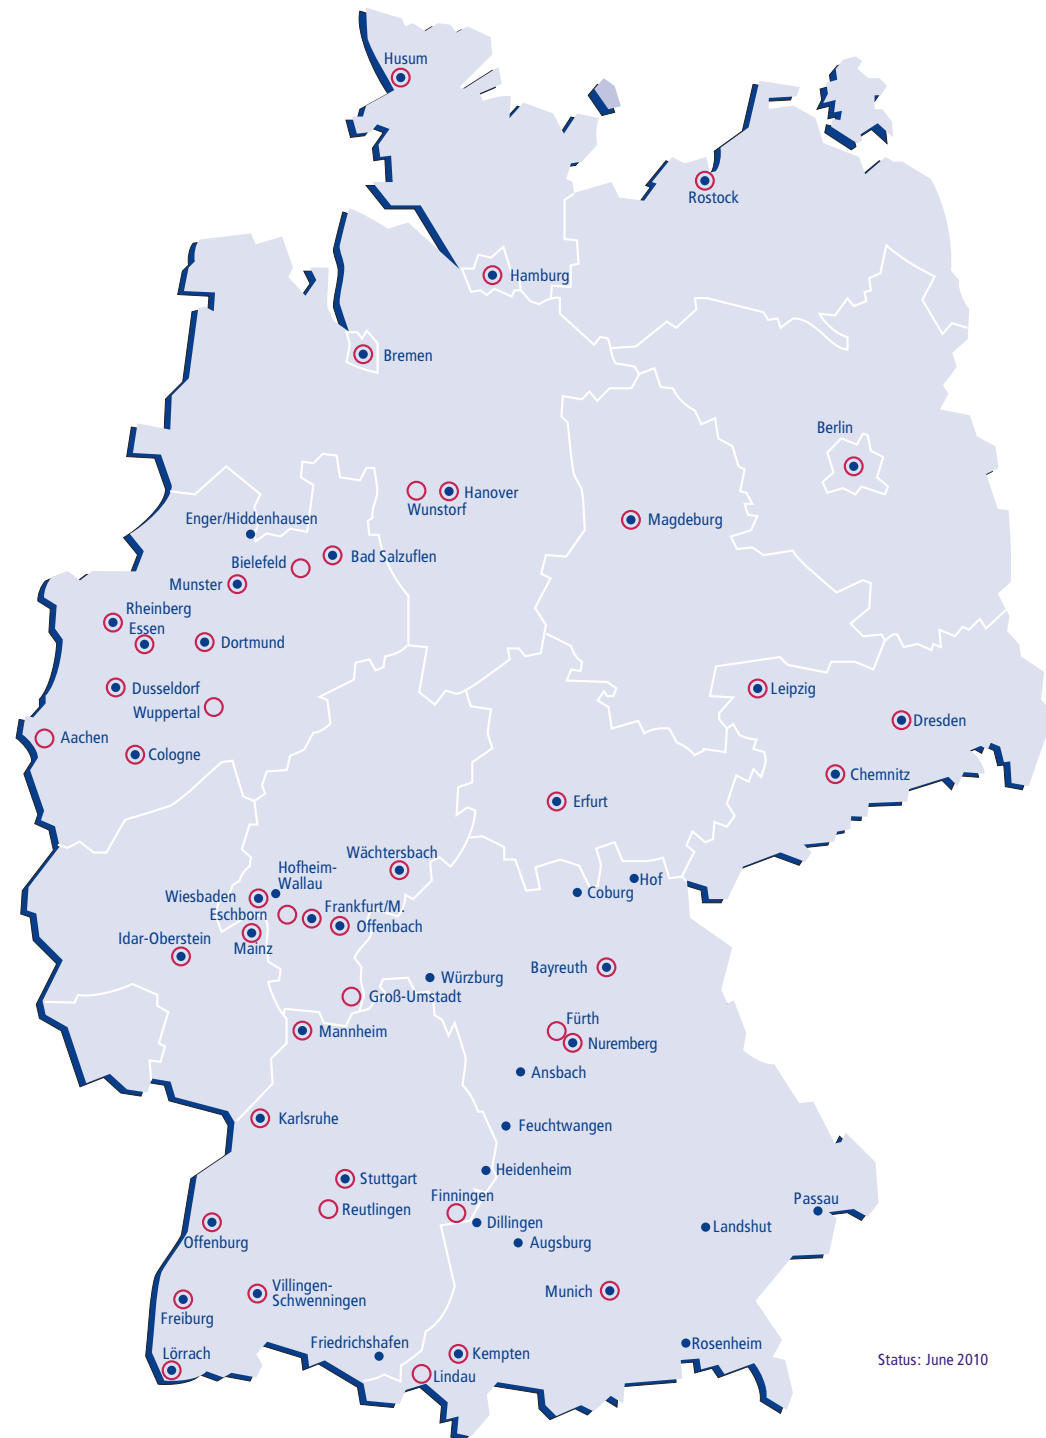 Husum
Rostock
Hamburg
Bremen
Berlin
Hanover
Wunstorf
Enger/Hiddenhausen
Magdeburg
Bad Salzuflen
Bielefeld
Munster
Rheinberg
Essen
Dortmund
Dusseldorf
Leipzig
Wuppertal
Dresden
Aachen
Cologne
Chemnitz
Erfurt
Wächtersbach
Hofheim-
Wallau
Hof
Coburg
Wiesbaden
Frankfurt/M.
Eschborn
Offenbach
Idar-Oberstein
Mainz
Bayreuth
Würzburg
Groß-Umstadt
Fürth
Mannheim
Nuremberg
Ansbach
Karlsruhe
Feuchtwangen
Heidenheim
Stuttgart
Finningen
Passau
Reutlingen
Dillingen
Landshut
Offenburg
Augsburg
Villingen-
Schwenningen
Munich
Freiburg
Friedrichshafen
Rosenheim
Lörrach
Kempten
Status: June 2010
Lindau